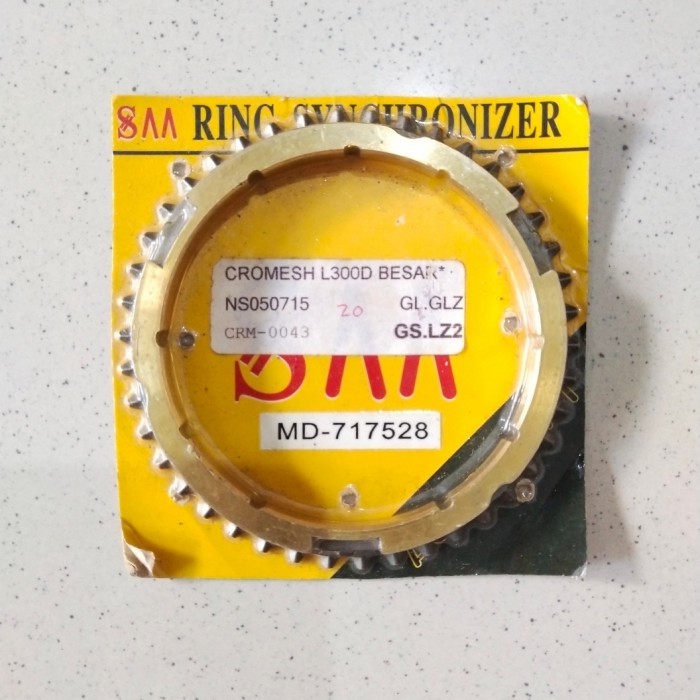 SAA RING SYNCHRONIZER
CROMESH L300D BESAR*
NS050715 20 GL.GLZ
CRM-0043 GS.LZ2
SAA
MD-717528